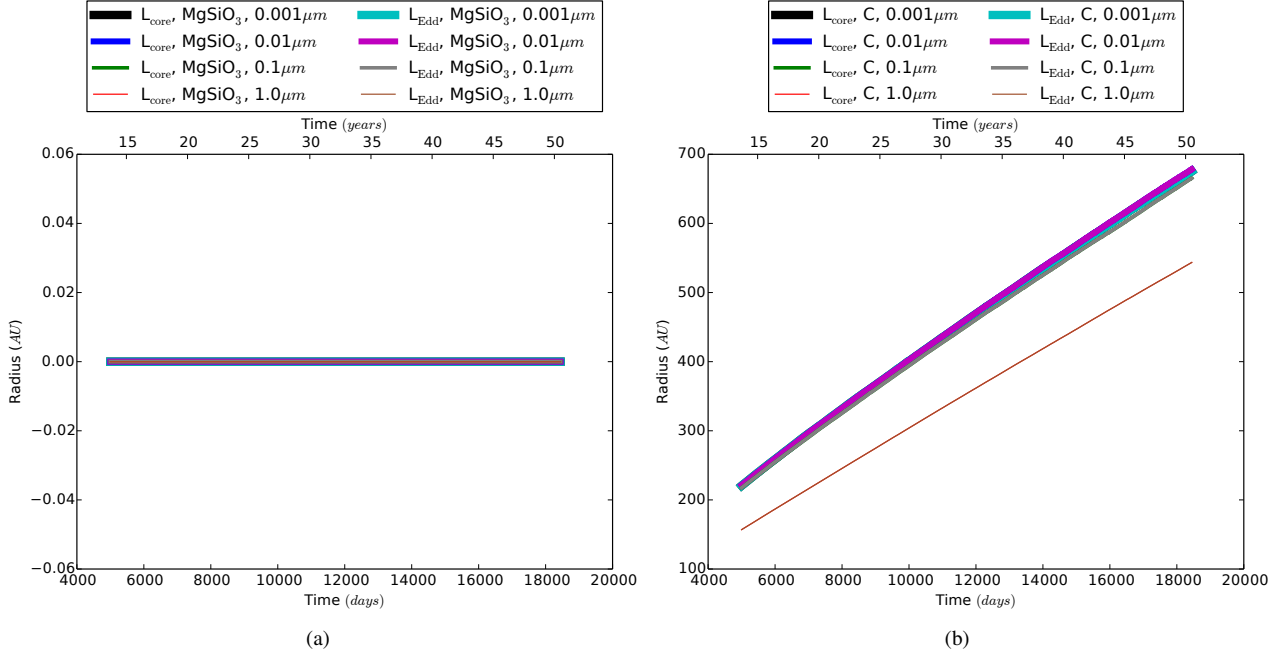 L_core, MgSiO_3, 0.001μm L_Edd, MgSiO_3, 0.001μm
L_core, MgSiO_3, 0.01μm L_Edd, MgSiO_3, 0.01μm
L_core, MgSiO_3, 0.1μm L_Edd, MgSiO_3, 0.1μm
L_core, MgSiO_3, 1.0μm L_Edd, MgSiO_3, 1.0μm
Time (years)
15 20 25 30 35 40 45 50
0.06
0.04
0.02
0.00
−0.02
−0.04
−0.06
Radius (AU)
4000 6000 8000 10000 12000 14000 16000 18000 20000
Time (days)
(a)
L_core, C, 0.001μm L_Edd, C, 0.001μm
L_core, C, 0.01μm L_Edd, C, 0.01μm
L_core, C, 0.1μm L_Edd, C, 0.1μm
L_core, C, 1.0μm L_Edd, C, 1.0μm
Time (years)
15 20 25 30 35 40 45 50
700
600
500
400
300
200
100
Radius (AU)
4000 6000 8000 10000 12000 14000 16000 18000 20000
Time (days)
(b)